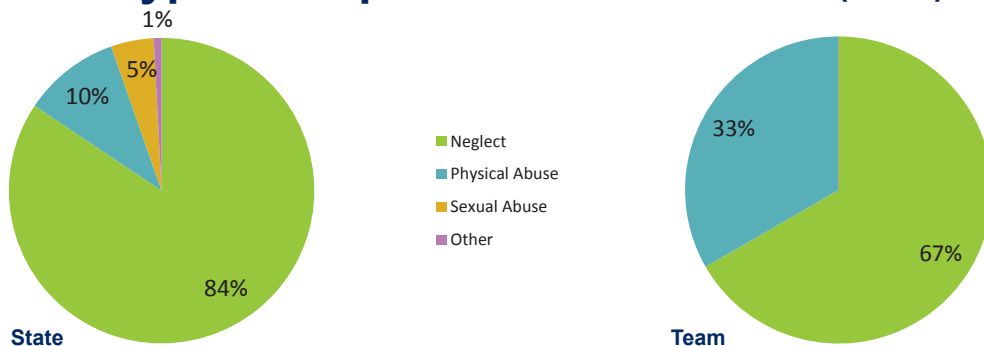 1%
5%
10%
84%
State
Neglect
Physical Abuse
Sexual Abuse
Other
33%
67%
Team